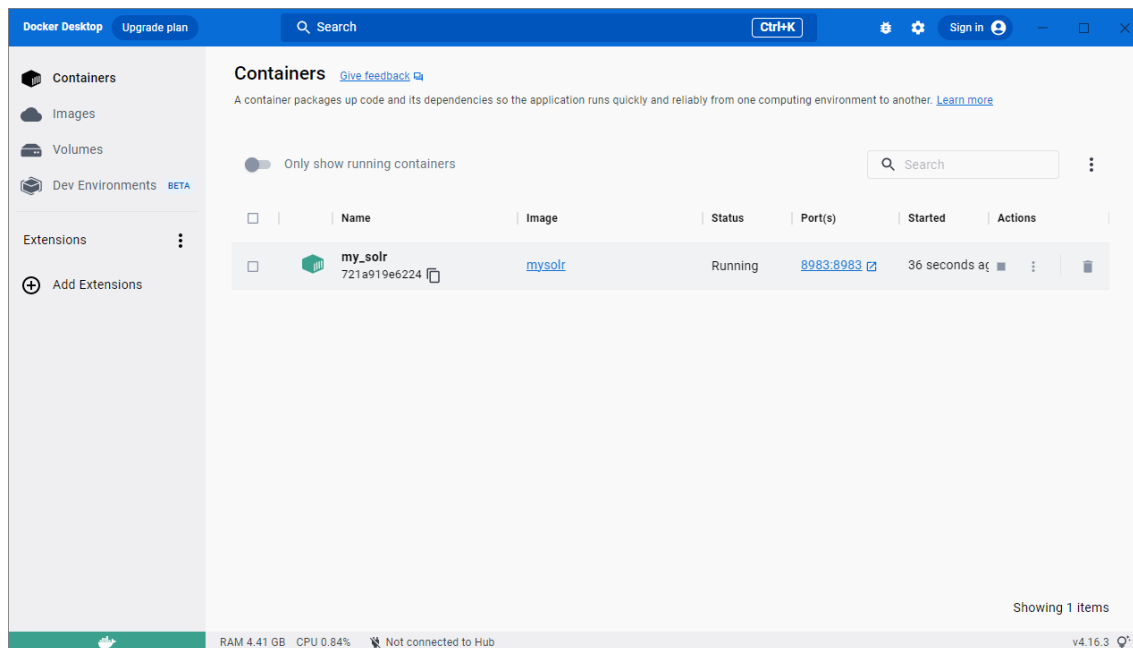 Docker Desktop Upgrade plan Search Ctrl+K Sign in
Containers
Images
Volumes
Dev Environments BETA
Extensions
Add Extensions
Containers Give feedback
A container packages up code and its dependencies so the application runs quickly and reliably from one computing environment to another. Learn more
Only show running containers Search
Name Image Status Port(s) Started Actions
my_solr
721a919e6224 mysolr Running 8983:8983 36 seconds
Showing 1 items
RAM 4.41 GB CPU 0.84% Not connected to Hub v4.16.3